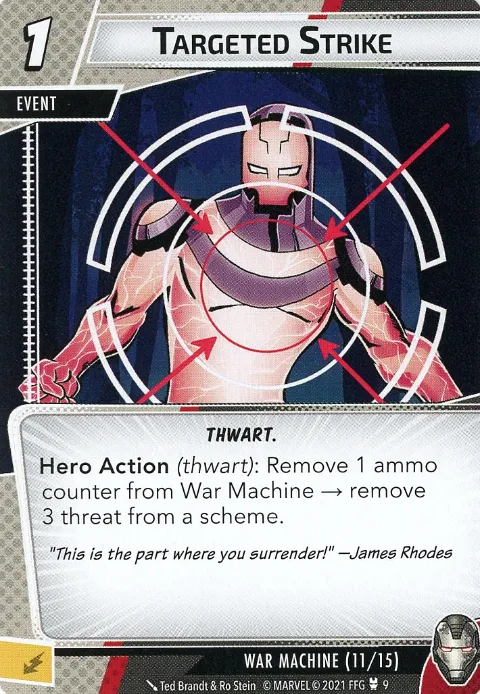 1
TARGETED STRIKE
EVENT
THWART.
Hero Action (thwart): Remove 1 ammo
counter from War Machine → remove
3 threat from a scheme.
"This is the part where you surrender!" —James Rhodes
WAR MACHINE (11/15)
Ted Brandt & Ro Stein © MARVEL © 2021 FFG 9